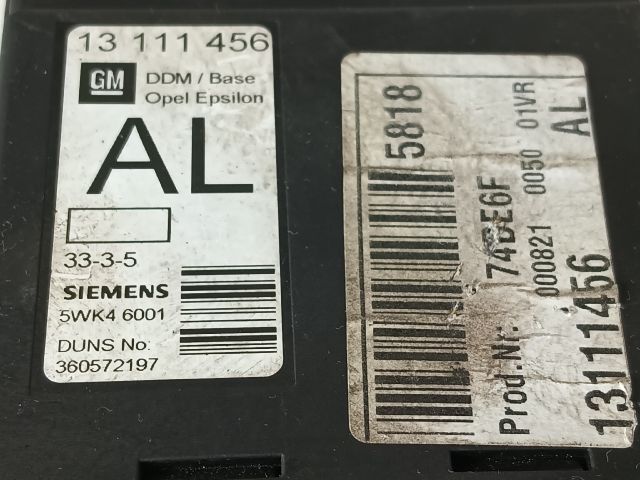 13 111 456
GM
DDM / Base
Opel Epsilon
AL
33-3-5
SIEMENS
5WK4 6001
DUNS No:
360572197
5818
Prod.Nr.: 74BE6F
000821 0050 01VR
13111456 AL